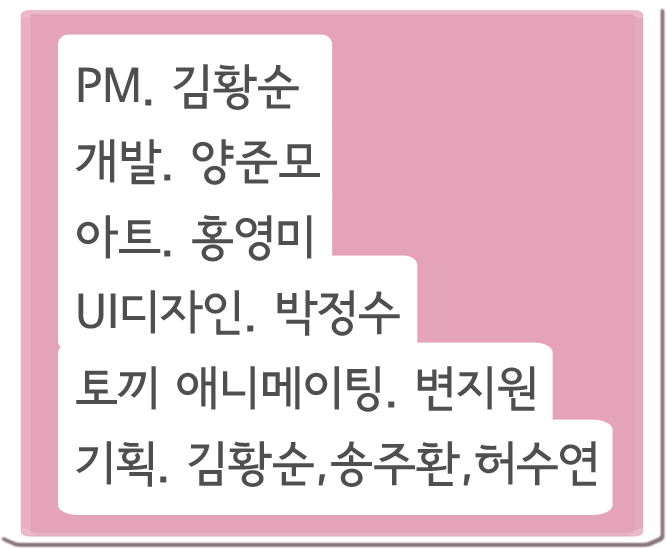 PM. 김황순
개발. 양준모
아트. 홍영미
UI디자인. 박정수
토끼 애니메이팅. 변지원
기획. 김황순,송주환,허수연